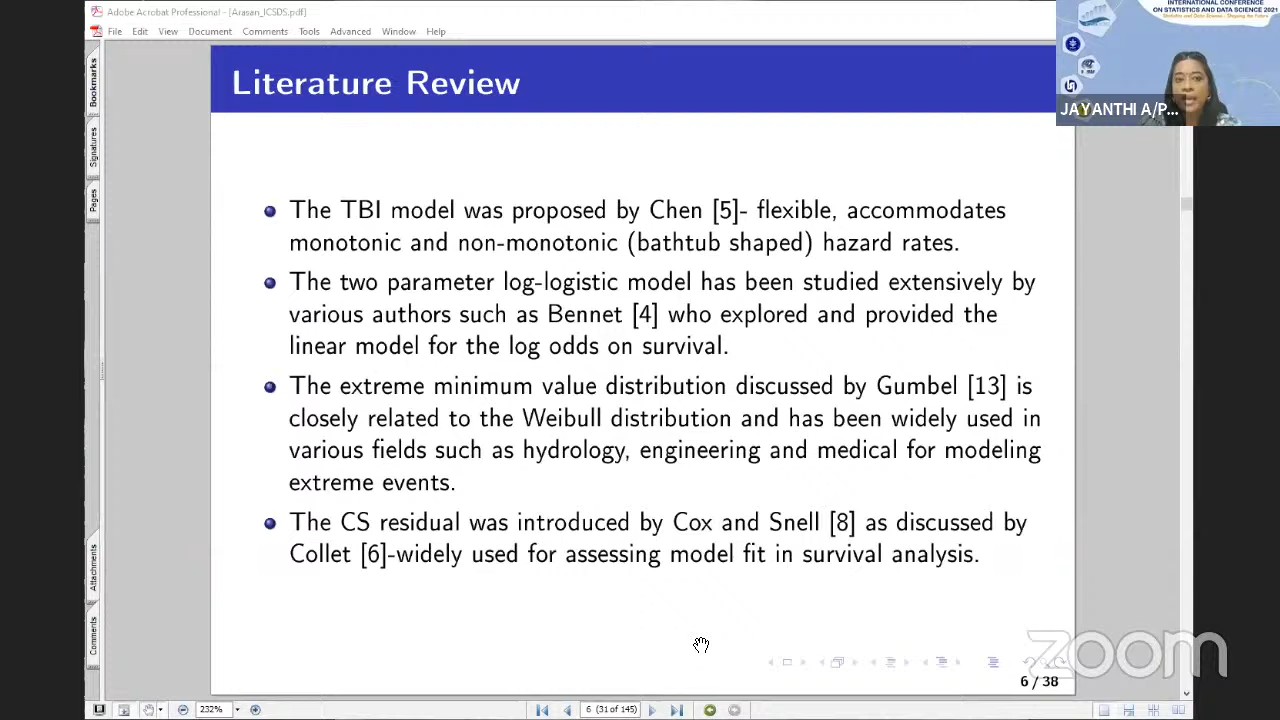 Adobe Acrobat Professional - [Arasan_ICSDS.pdf]
File Edit View Document Comments Tools Advanced Window Help
INTERNATIONAL CONFERENCE
ON STATISTICS AND DATA SCIENCE 2021
JAYANTHI A/P...
Bookmarks
Signatures
Pages
Attachments
Comments
Literature Review
The TBI model was proposed by Chen [5]- flexible, accommodates
monotonic and non-monotonic (bathtub shaped) hazard rates.
The two parameter log-logistic model has been studied extensively by
various authors such as Bennet [4] who explored and provided the
linear model for the log odds on survival.
The extreme minimum value distribution discussed by Gumbel [13] is
closely related to the Weibull distribution and has been widely used in
various fields such as hydrology, engineering and medical for modeling
extreme events.
The CS residual was introduced by Cox and Snell [8] as discussed by
Collet [6]-widely used for assessing model fit in survival analysis.
zoom
6 / 38
232%
6 (31 of 145)